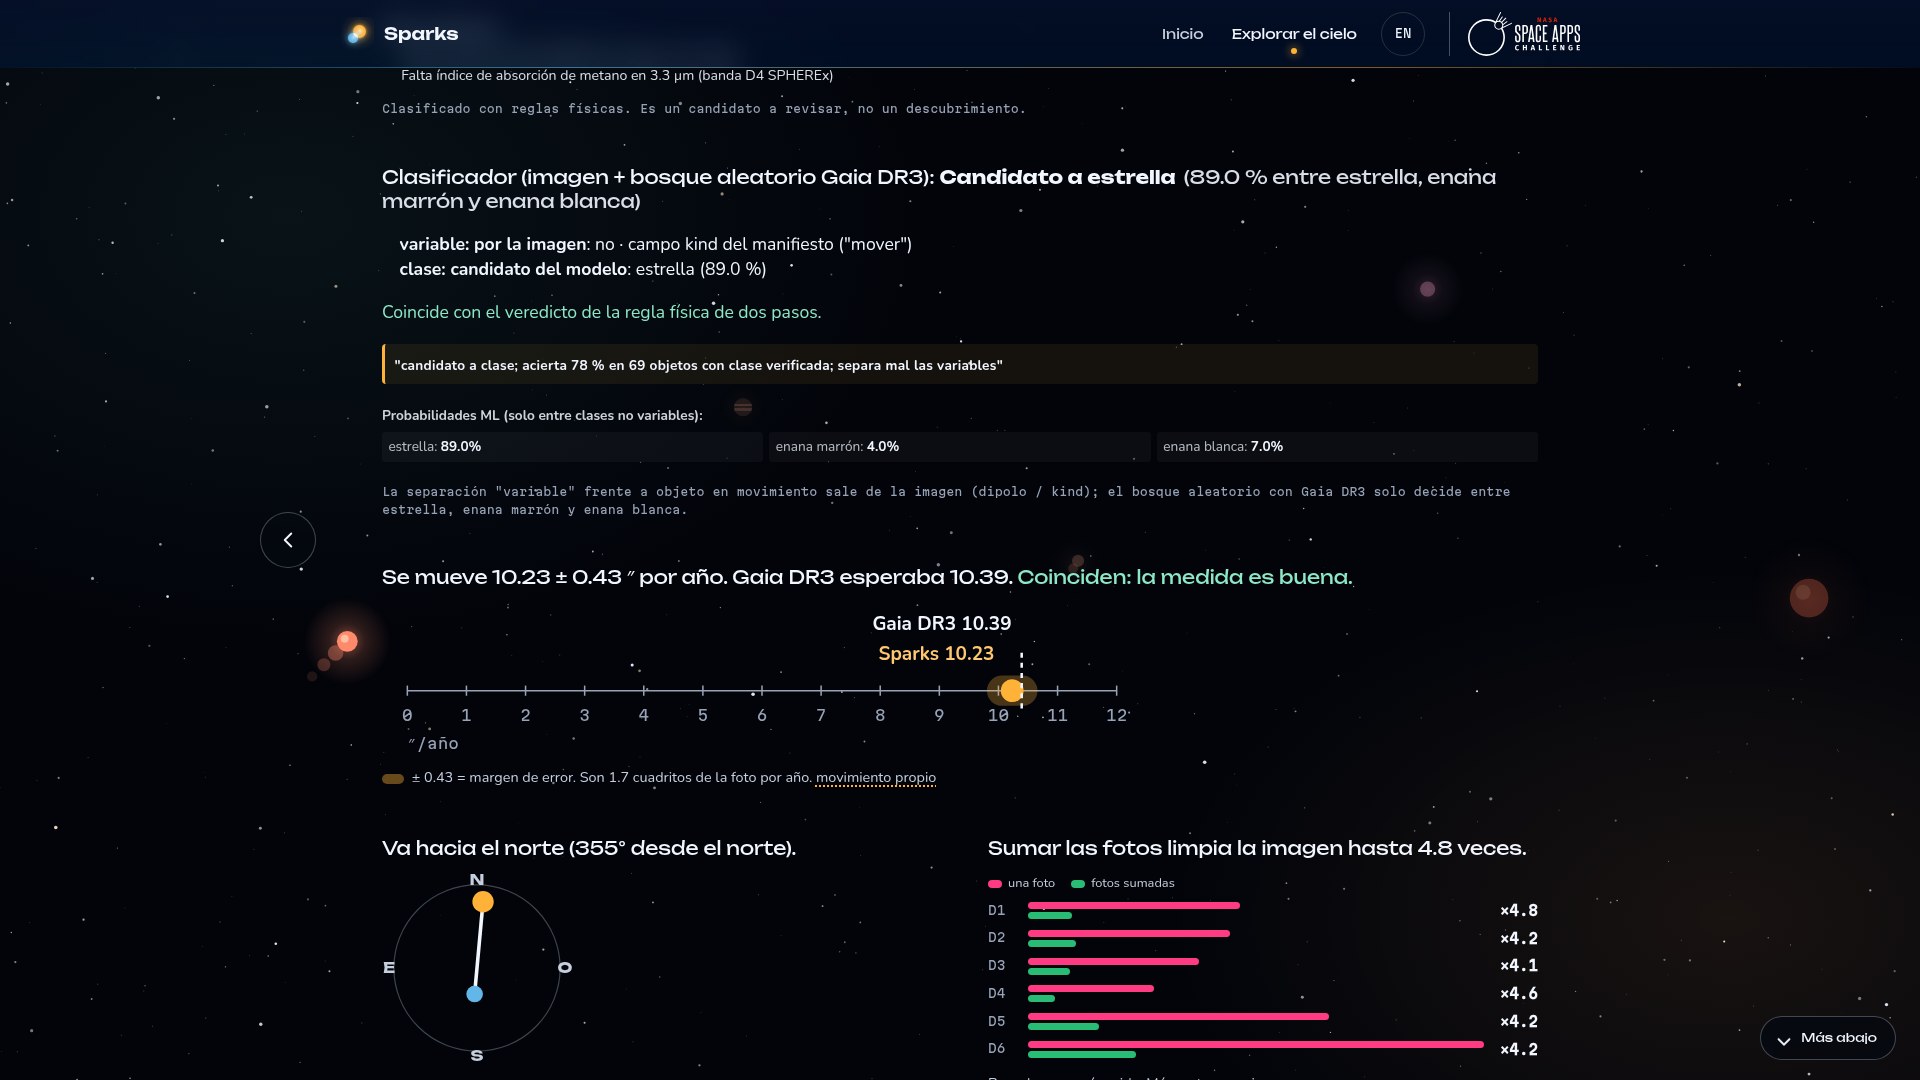 Sparks
Inicio
Explorar el cielo
EN
NASA
SPACE APPS
CHALLENGE
Falta índice de absorción de metano en 3.3 µm (banda D4 SPHEREx)
Clasificado con reglas físicas. Es un candidato a revisar, no un descubrimiento.
Clasificador (imagen + bosque aleatorio Gaia DR3): Candidato a estrella (89.0 % entre estrella, enana
marrón y enana blanca)
variable: por la imagen: no · campo kind del manifiesto ("mover")
clase: candidato del modelo: estrella (89.0 %)
Coincide con el veredicto de la regla física de dos pasos.
"candidato a clase; acierta 78 % en 69 objetos con clase verificada; separa mal las variables"
Probabilidades ML (solo entre clases no variables):
estrella: 89.0%
enana marrón: 4.0%
enana blanca: 7.0%
La separación "variable" frente a objeto en movimiento sale de la imagen (dipolo / kind); el bosque aleatorio con Gaia DR3 solo decide entre
estrella, enana marrón y enana blanca.
Se mueve 10.23 ± 0.43 ″ por año. Gaia DR3 esperaba 10.39. Coinciden: la medida es buena.
Gaia DR3 10.39
Sparks 10.23
0 1 2 3 4 5 6 7 8 9 10 11 12
″/año
± 0.43 = margen de error. Son 1.7 cuadritos de la foto por año. movimiento propio
Va hacia el norte (355° desde el norte).
N
E
O
S
Sumar las fotos limpia la imagen hasta 4.8 veces.
una foto
fotos sumadas
D1 ×4.8
D2 ×4.2
D3 ×4.1
D4 ×4.6
D5 ×4.2
D6 ×4.2
Más abajo